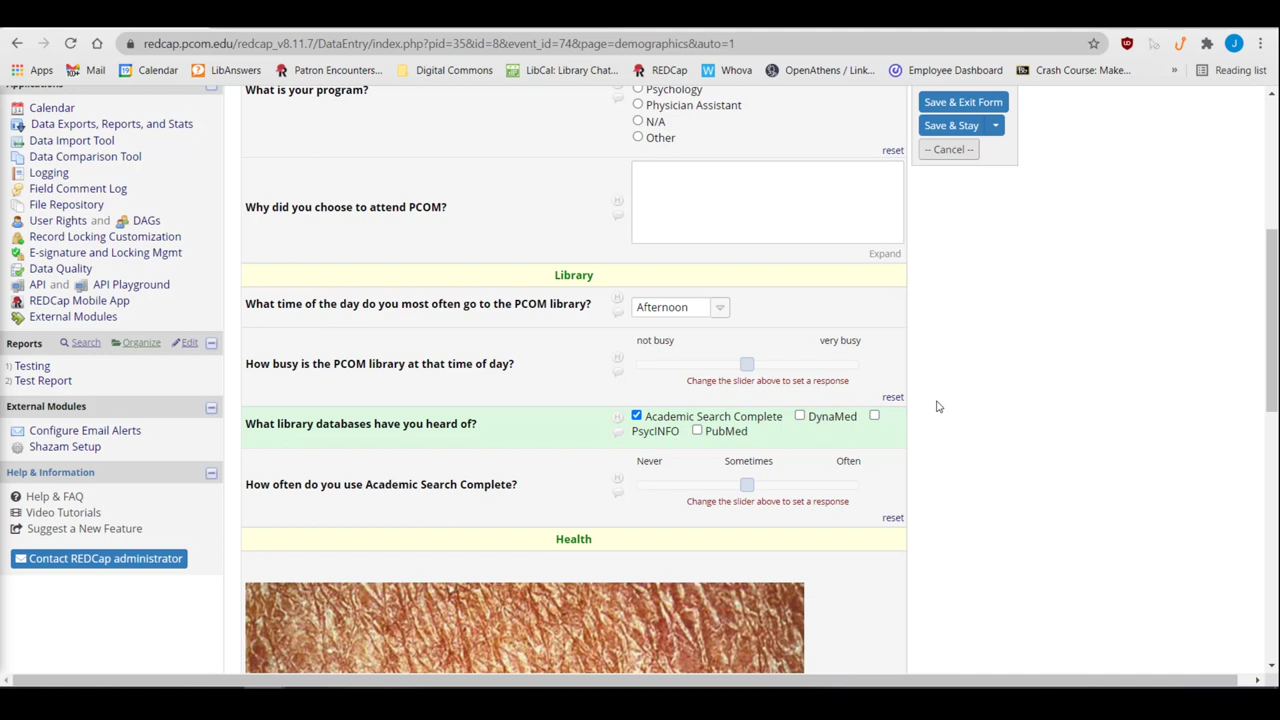 redcap.pcom.edu/redcap_v8.11.7/DataEntry/index.php?pid=35&id=8&event_id=74&page=demographics&auto=1
Apps 10+ Mail 19 Calendar LibAnswers Patron Encounters... Digital Commons LibCal: Library Chat... REDCap Whova OpenAthens / Link... Employee Dashboard Crash Course: Make... » Reading list
Applications
Calendar
Data Exports, Reports, and Stats
Data Import Tool
Data Comparison Tool
Logging
Field Comment Log
File Repository
User Rights and DAGs
Record Locking Customization
E-signature and Locking Mgmt
Data Quality
API and API Playground
REDCap Mobile App
External Modules
Reports Search Organize Edit
1) Testing
2) Test Report
External Modules
Configure Email Alerts
Shazam Setup
Help & Information
Help & FAQ
Video Tutorials
Suggest a New Feature
Contact REDCap administrator
What is your program?
Psychology
Physician Assistant
N/A
Other
reset
Why did you choose to attend PCOM?
Expand
Library
What time of the day do you most often go to the PCOM library? Afternoon
not busy very busy
How busy is the PCOM library at that time of day?
Change the slider above to set a response
reset
What library databases have you heard of?
Academic Search Complete DynaMed
PsycINFO PubMed
Never Sometimes Often
How often do you use Academic Search Complete?
Change the slider above to set a response
reset
Health
Save & Exit Form
Save & Stay
-- Cancel --